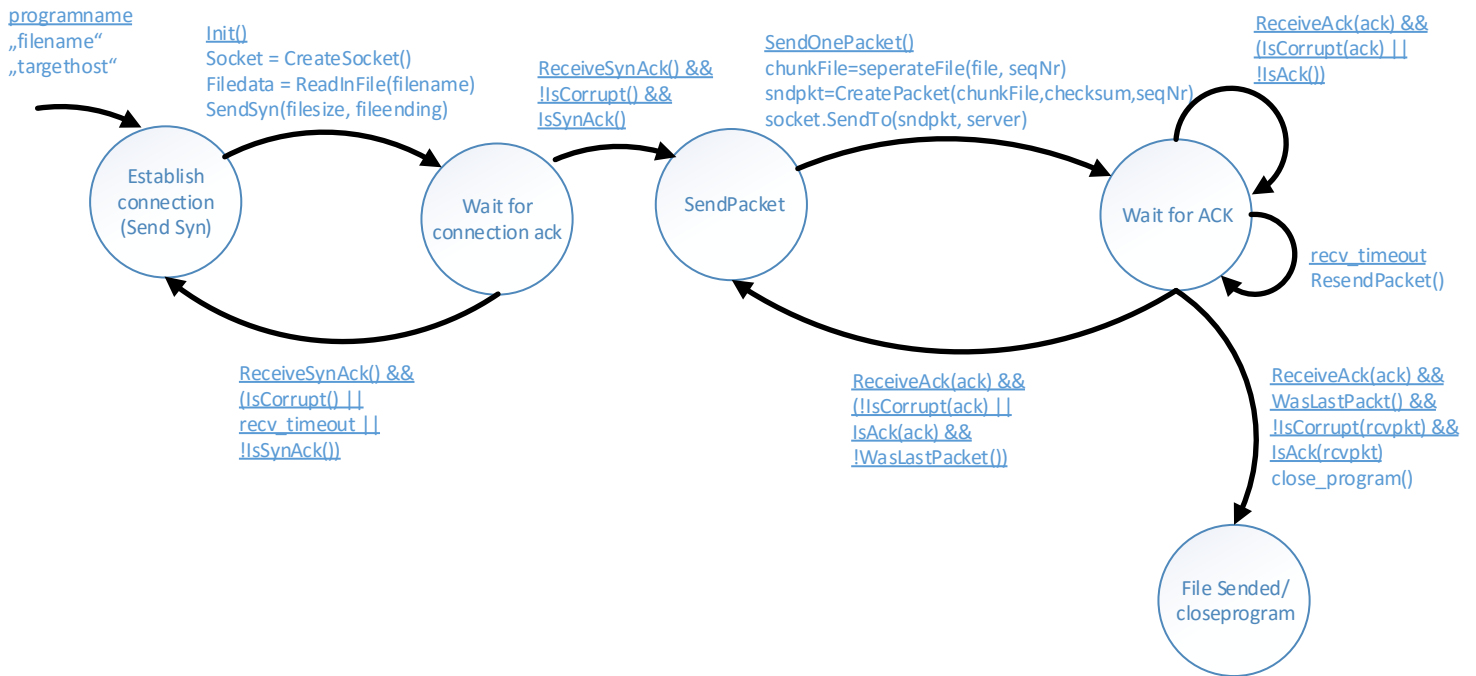 programname
„filename“
„targethost“
Init()
Socket = CreateSocket()
Filedata = ReadInFile(filename)
SendSyn(filesize, fileending)
ReceiveSynAck() &&
!IsCorrupt() &&
IsSynAck()
SendOnePacket()
chunkFile=seperateFile(file, seqNr)
sndpkt=CreatePacket(chunkFile,checksum,seqNr)
socket.SendTo(sndpkt, server)
ReceiveAck(ack) &&
(IsCorrupt(ack) ||
!IsAck())
Establish
connection
(Send Syn)
Wait for
connection ack
SendPacket
Wait for ACK
recv_timeout
ResendPacket()
ReceiveSynAck() &&
(IsCorrupt() ||
recv_timeout ||
!IsSynAck())
ReceiveAck(ack) &&
(!IsCorrupt(ack) ||
IsAck(ack) &&
!WasLastPacket())
ReceiveAck(ack) &&
WasLastPackt() &&
!IsCorrupt(rcvpkt) &&
IsAck(rcvpkt)
close_program()
File Sended/
closeprogram